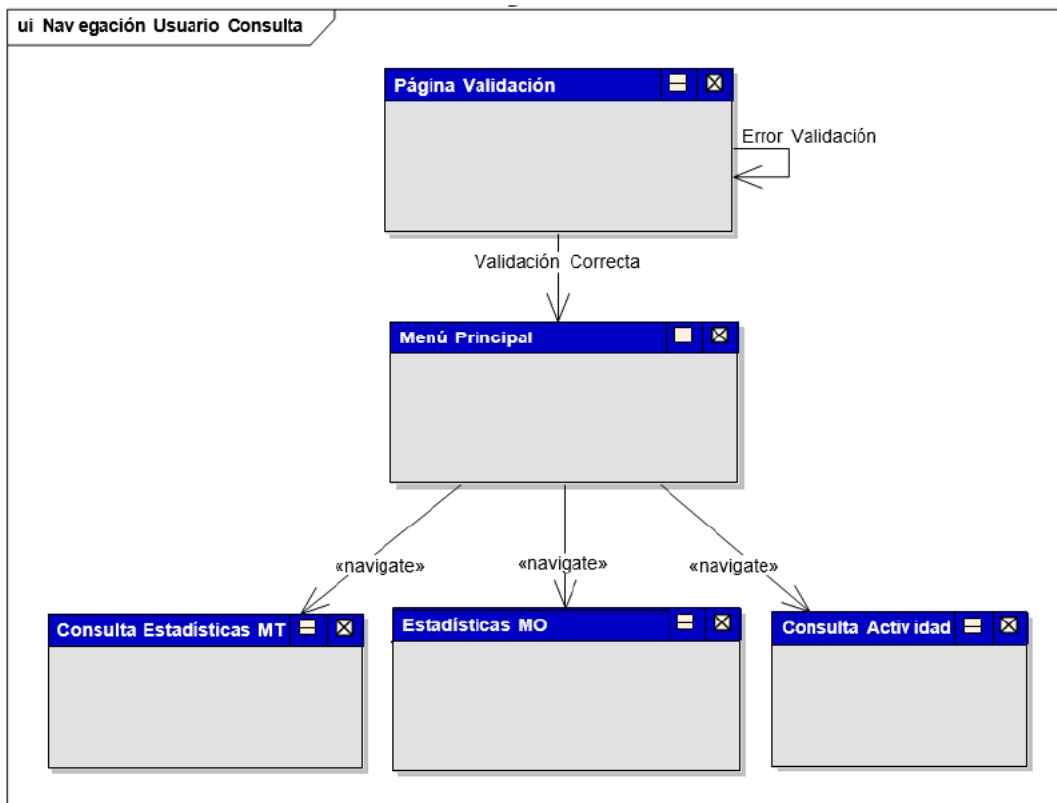 ui Navegación Usuario Consulta
Página Validación
Error Validación
Validación Correcta
Menú Principal
«navigate»
«navigate»
«navigate»
Consulta Estadísticas MT
Estadísticas MO
Consulta Actividad